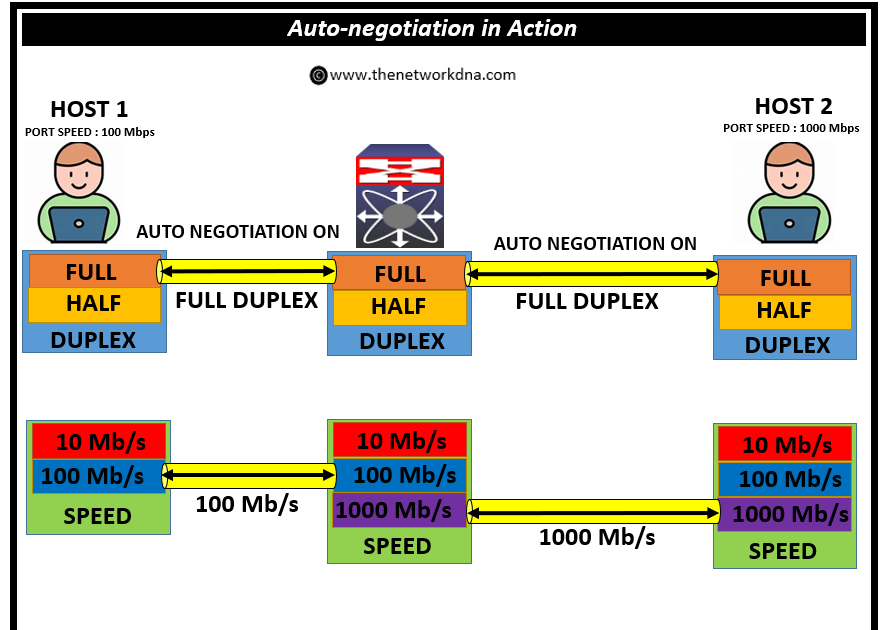 Auto-negotiation in Action
© www.thenetworkdna.com
HOST 1
PORT SPEED : 100 Mbps
HOST 2
PORT SPEED : 1000 Mbps
AUTO NEGOTIATION ON
AUTO NEGOTIATION ON
FULL
HALF
DUPLEX
FULL DUPLEX
FULL
HALF
DUPLEX
FULL DUPLEX
FULL
HALF
DUPLEX
10 Mb/s
100 Mb/s
SPEED
100 Mb/s
10 Mb/s
100 Mb/s
1000 Mb/s
SPEED
1000 Mb/s
10 Mb/s
100 Mb/s
1000 Mb/s
SPEED